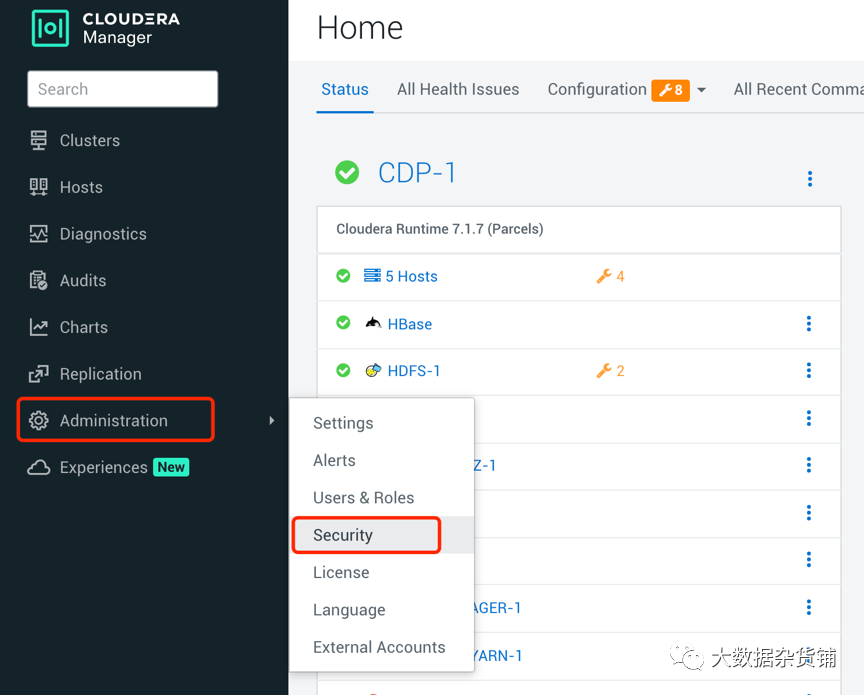 CLOUDERA
Manager
Search
Clusters
Hosts
Diagnostics
Audits
Charts
Replication
Administration
Experiences New
Home
Status All Health Issues Configuration 8 All Recent Comma
CDP-1
Cloudera Runtime 7.1.7 (Parcels)
5 Hosts 4
HBase
HDFS-1 2
Settings
Alerts
Users & Roles
Security
License
Language
External Accounts
Z-1
AGER-1
YARN-1
大数据杂货铺